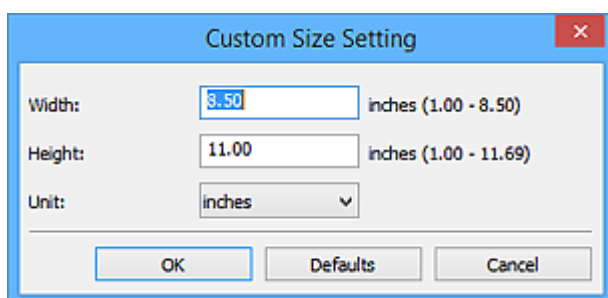 Custom Size Setting
Width: 8.50 inches (1.00 - 8.50)
Height: 11.00 inches (1.00 - 11.69)
Unit: inches
OK Defaults Cancel